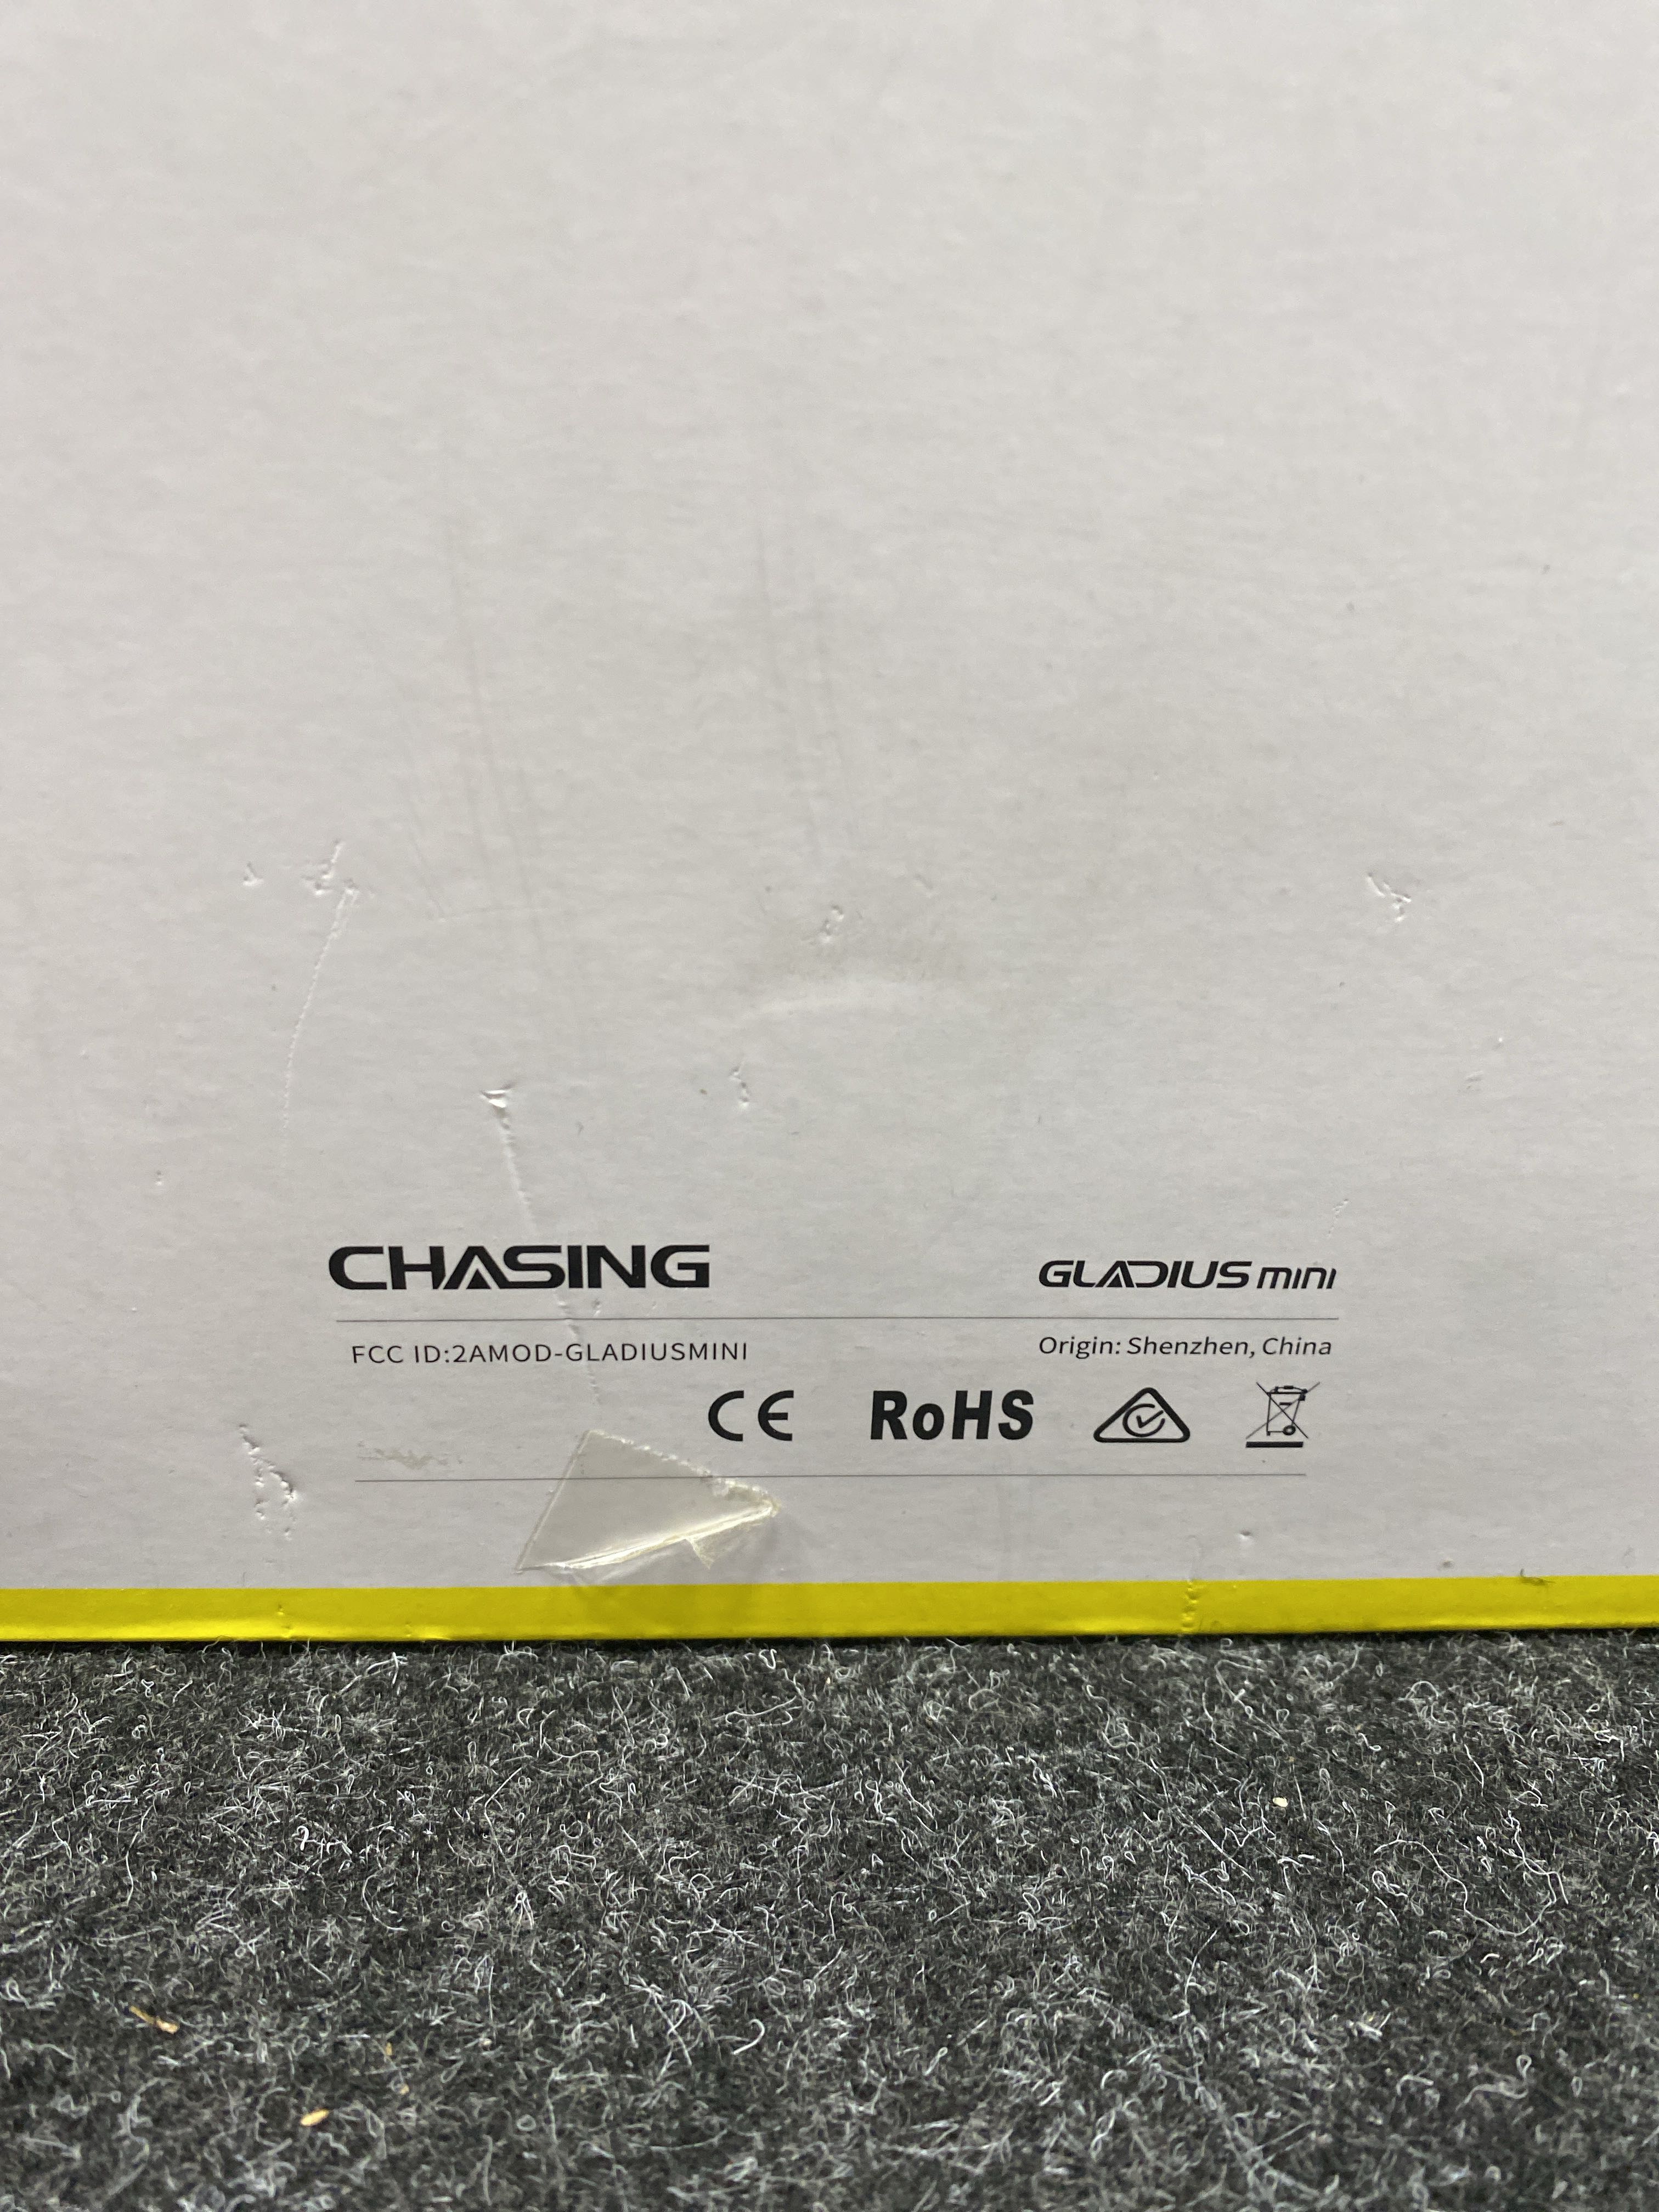 CHASING
GLADIUS mini
FCC ID:2AMOD-GLADIUSMINI
Origin: Shenzhen, China
CE RoHS